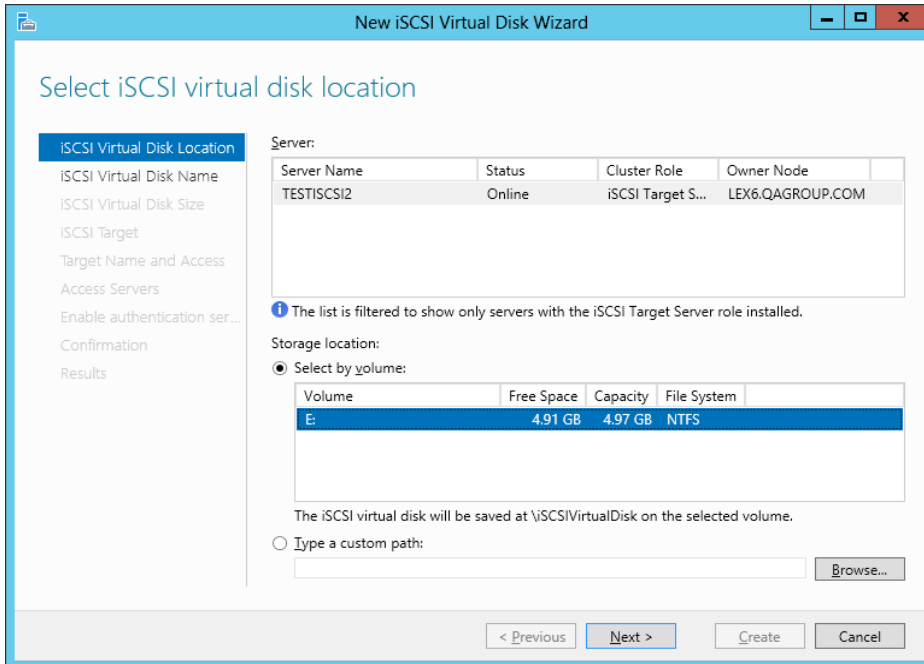 New iSCSI Virtual Disk Wizard
Select iSCSI virtual disk location
iSCSI Virtual Disk Location
iSCSI Virtual Disk Name
iSCSI Virtual Disk Size
iSCSI Target
Target Name and Access
Access Servers
Enable authentication ser...
Confirmation
Results
Server:
Server Name Status Cluster Role Owner Node
TESTISCSI2 Online iSCSI Target S... LEX6.QAGROUP.COM
The list is filtered to show only servers with the iSCSI Target Server role installed.
Storage location:
Select by volume:
Volume Free Space Capacity File System
E: 4.91 GB 4.97 GB NTFS
The iSCSI virtual disk will be saved at \iSCSIVirtualDisk on the selected volume.
Type a custom path:
Browse...
< Previous Next > Create Cancel